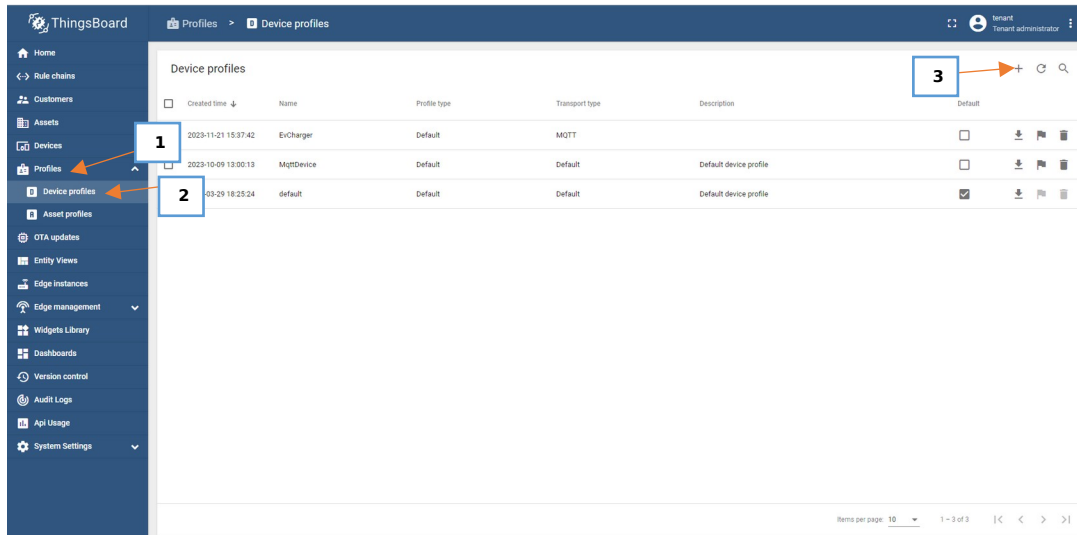 ThingsBoard
Profiles > Device profiles
tenant
Tenant administrator
Home
Rule chains
Customers
Assets
Devices
Profiles
Device profiles
Asset profiles
OTA updates
Entity Views
Edge instances
Edge management
Widgets Library
Dashboards
Version control
Audit Logs
Api Usage
System Settings
1
2
3
Device profiles
Created time Name Profile type Transport type Description Default
2023-11-21 15:37:42 EvCharger Default MQTT
2023-10-09 13:00:13 MqttDevice Default Default Default device profile
-03-29 18:25:24 default Default Default Default device profile
Items per page: 10 1 – 3 of 3